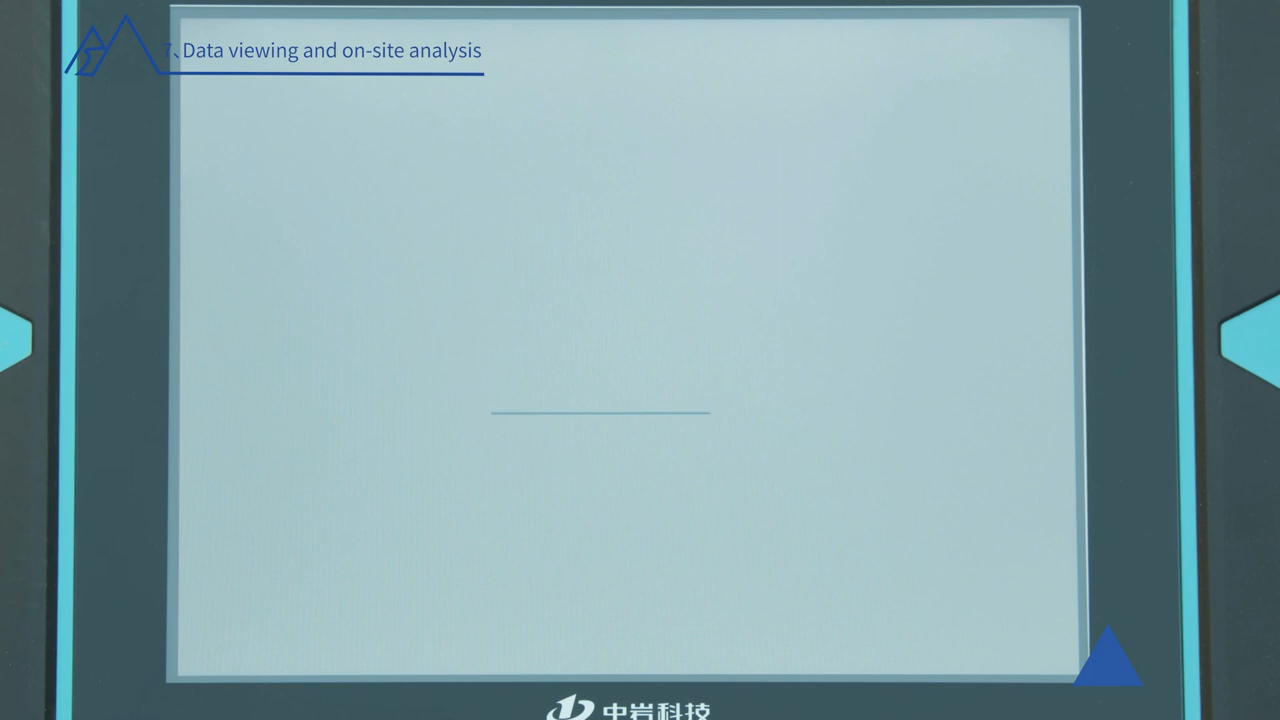 7、Data viewing and on-site analysis
中岩科技